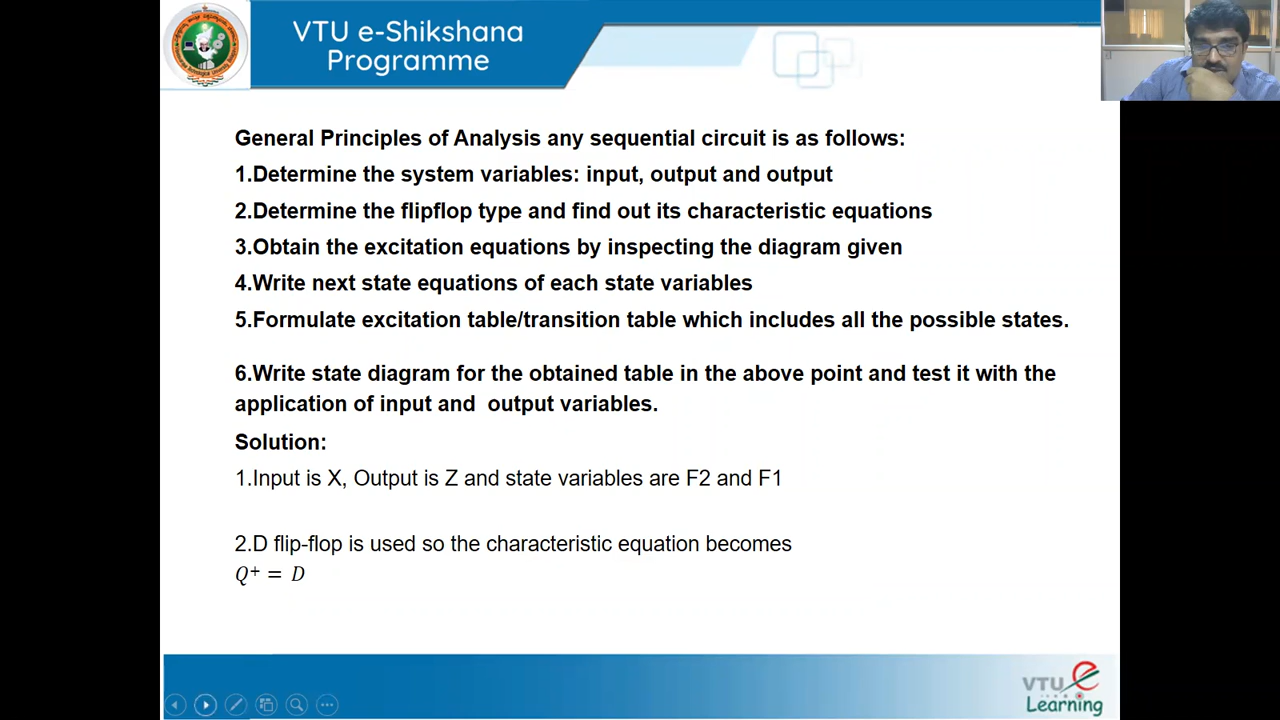 VTU e-Shikshana
Programme
General Principles of Analysis any sequential circuit is as follows:
1.Determine the system variables: input, output and output
2.Determine the flipflop type and find out its characteristic equations
3.Obtain the excitation equations by inspecting the diagram given
4.Write next state equations of each state variables
5.Formulate excitation table/transition table which includes all the possible states.
6.Write state diagram for the obtained table in the above point and test it with the
application of input and  output variables.
Solution:
1.Input is X, Output is Z and state variables are F2 and F1
2.D flip-flop is used so the characteristic equation becomes
Q⁺ = D
VTU e
Learning